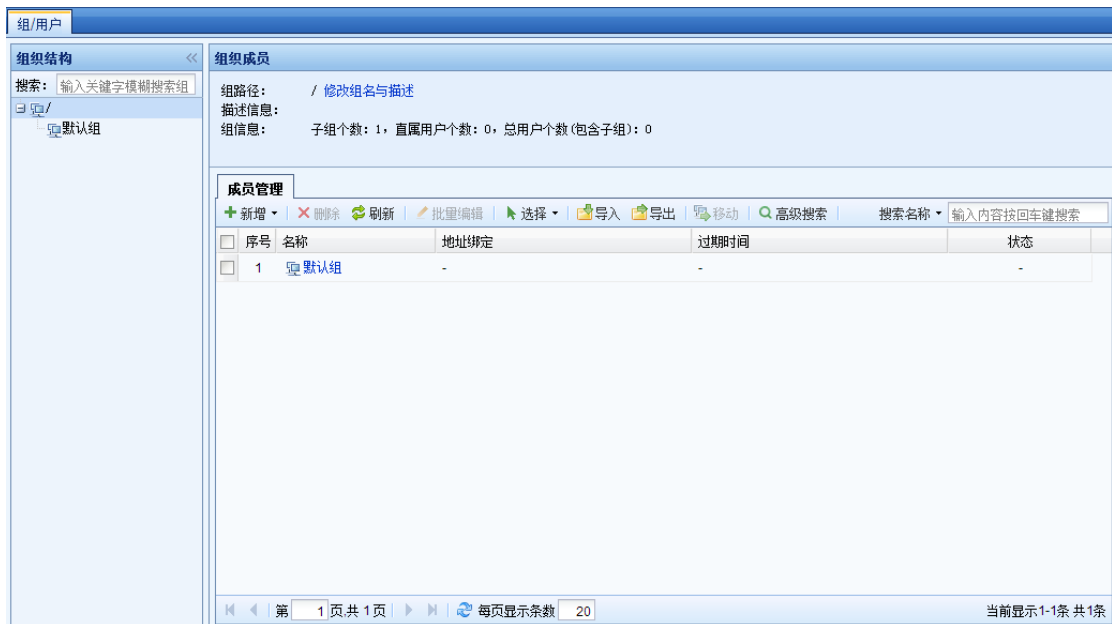 组/用户
组织结构
搜索： 输入关键字模糊搜索组
/
默认组
组织成员
组路径： / 修改组名与描述
描述信息：
组信息： 子组个数：1，直属用户个数：0，总用户个数(包含子组)：0
成员管理
新增 删除 刷新 批量编辑 选择 导入 导出 移动 高级搜索 搜索名称 输入内容按回车键搜索
序号 名称 地址绑定 过期时间 状态
1 默认组 - - -
第 1 页,共 1 页 每页显示条数 20 当前显示1-1条 共1条